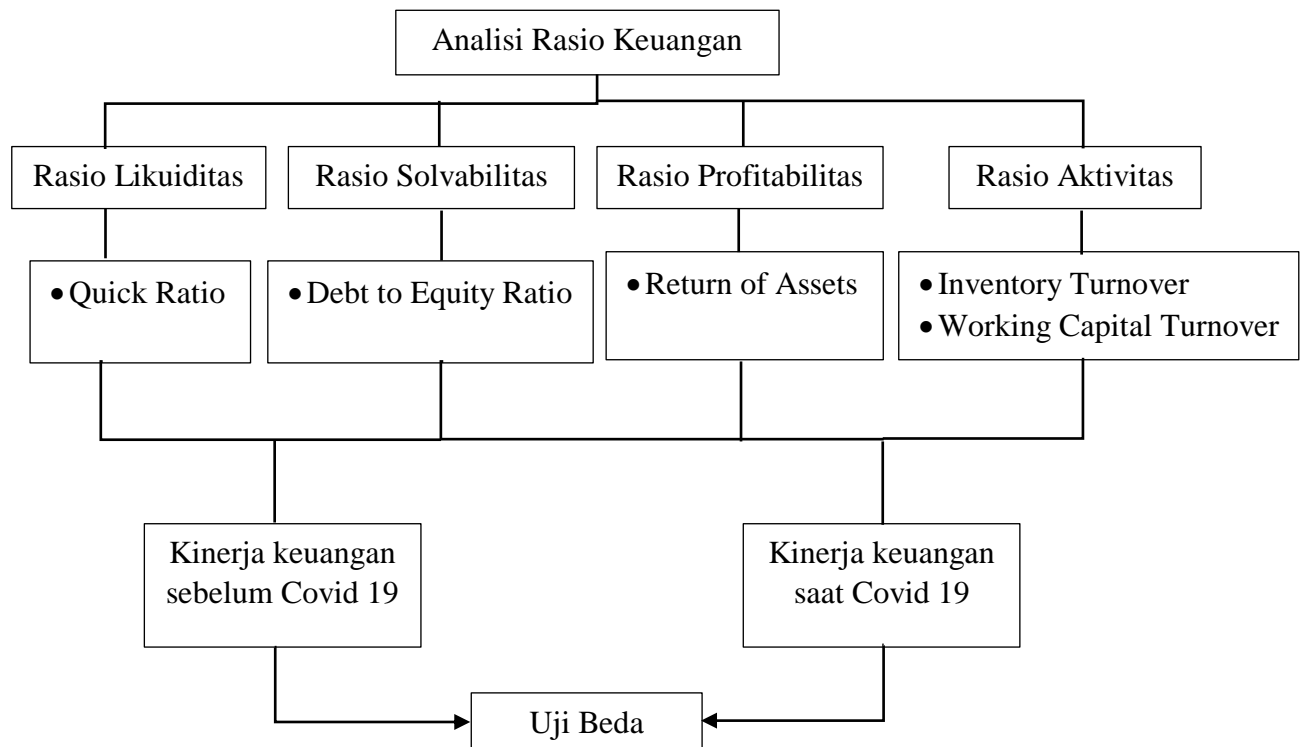 Analisi Rasio Keuangan
Rasio Likuiditas
Rasio Solvabilitas
Rasio Profitabilitas
Rasio Aktivitas
•Quick Ratio
•Debt to Equity Ratio
•Return of Assets
•Inventory Turnover
•Working Capital Turnover
Kinerja keuangan
sebelum Covid 19
Kinerja keuangan
saat Covid 19
Uji Beda